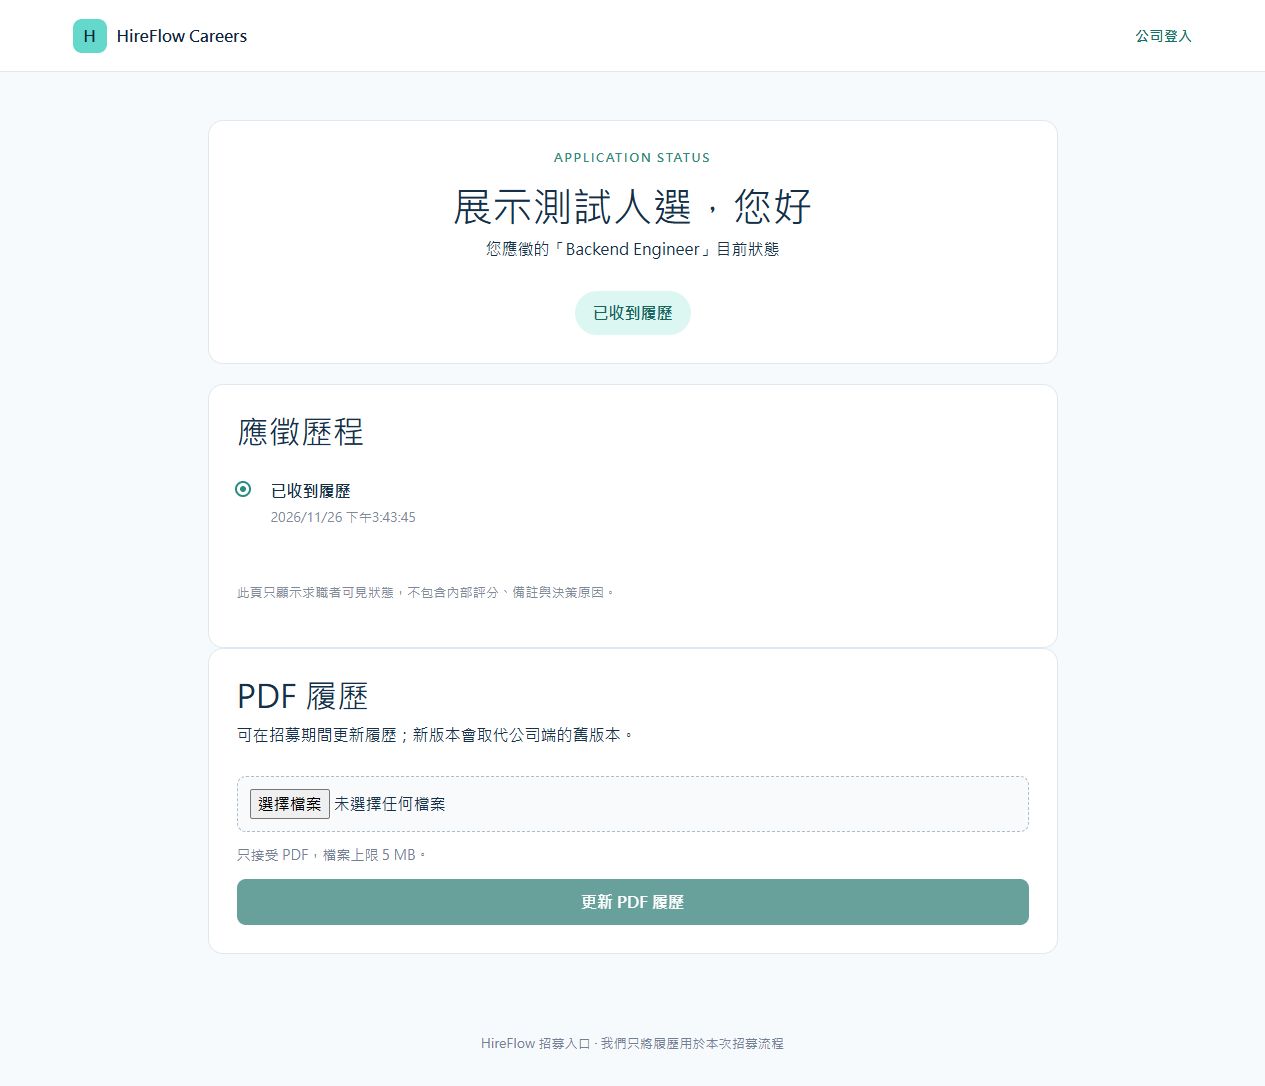 H HireFlow Careers
公司登入
APPLICATION STATUS
展示測試人選，您好
您應徵的「Backend Engineer」目前狀態
已收到履歷
應徵歷程
已收到履歷
2026/11/26 下午3:43:45
此頁只顯示求職者可見狀態，不包含內部評分、備註與決策原因。
PDF 履歷
可在招募期間更新履歷；新版本會取代公司端的舊版本。
選擇檔案 未選擇任何檔案
只接受 PDF，檔案上限 5 MB。
更新 PDF 履歷
HireFlow 招募入口 · 我們只將履歷用於本次招募流程